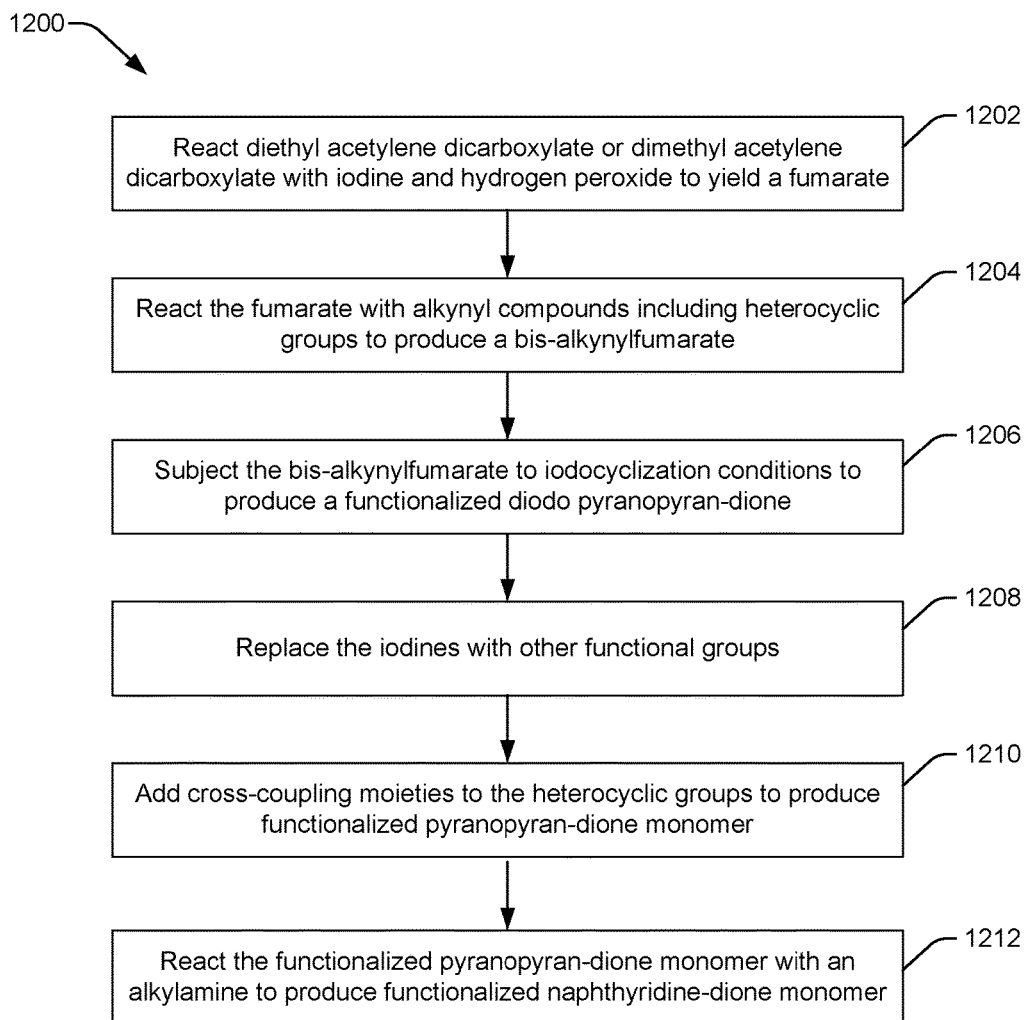 1200
1202
React diethyl acetylene dicarboxylate or dimethyl acetylene
dicarboxylate with iodine and hydrogen peroxide to yield a fumarate
1204
React the fumarate with alkynyl compounds including heterocyclic
groups to produce a bis-alkynylfumarate
1206
Subject the bis-alkynylfumarate to iodocyclization conditions to
produce a functionalized diodo pyranopyran-dione
1208
Replace the iodines with other functional groups
1210
Add cross-coupling moieties to the heterocyclic groups to produce
functionalized pyranopyran-dione monomer
1212
React the functionalized pyranopyran-dione monomer with an
alkylamine to produce functionalized naphthyridine-dione monomer